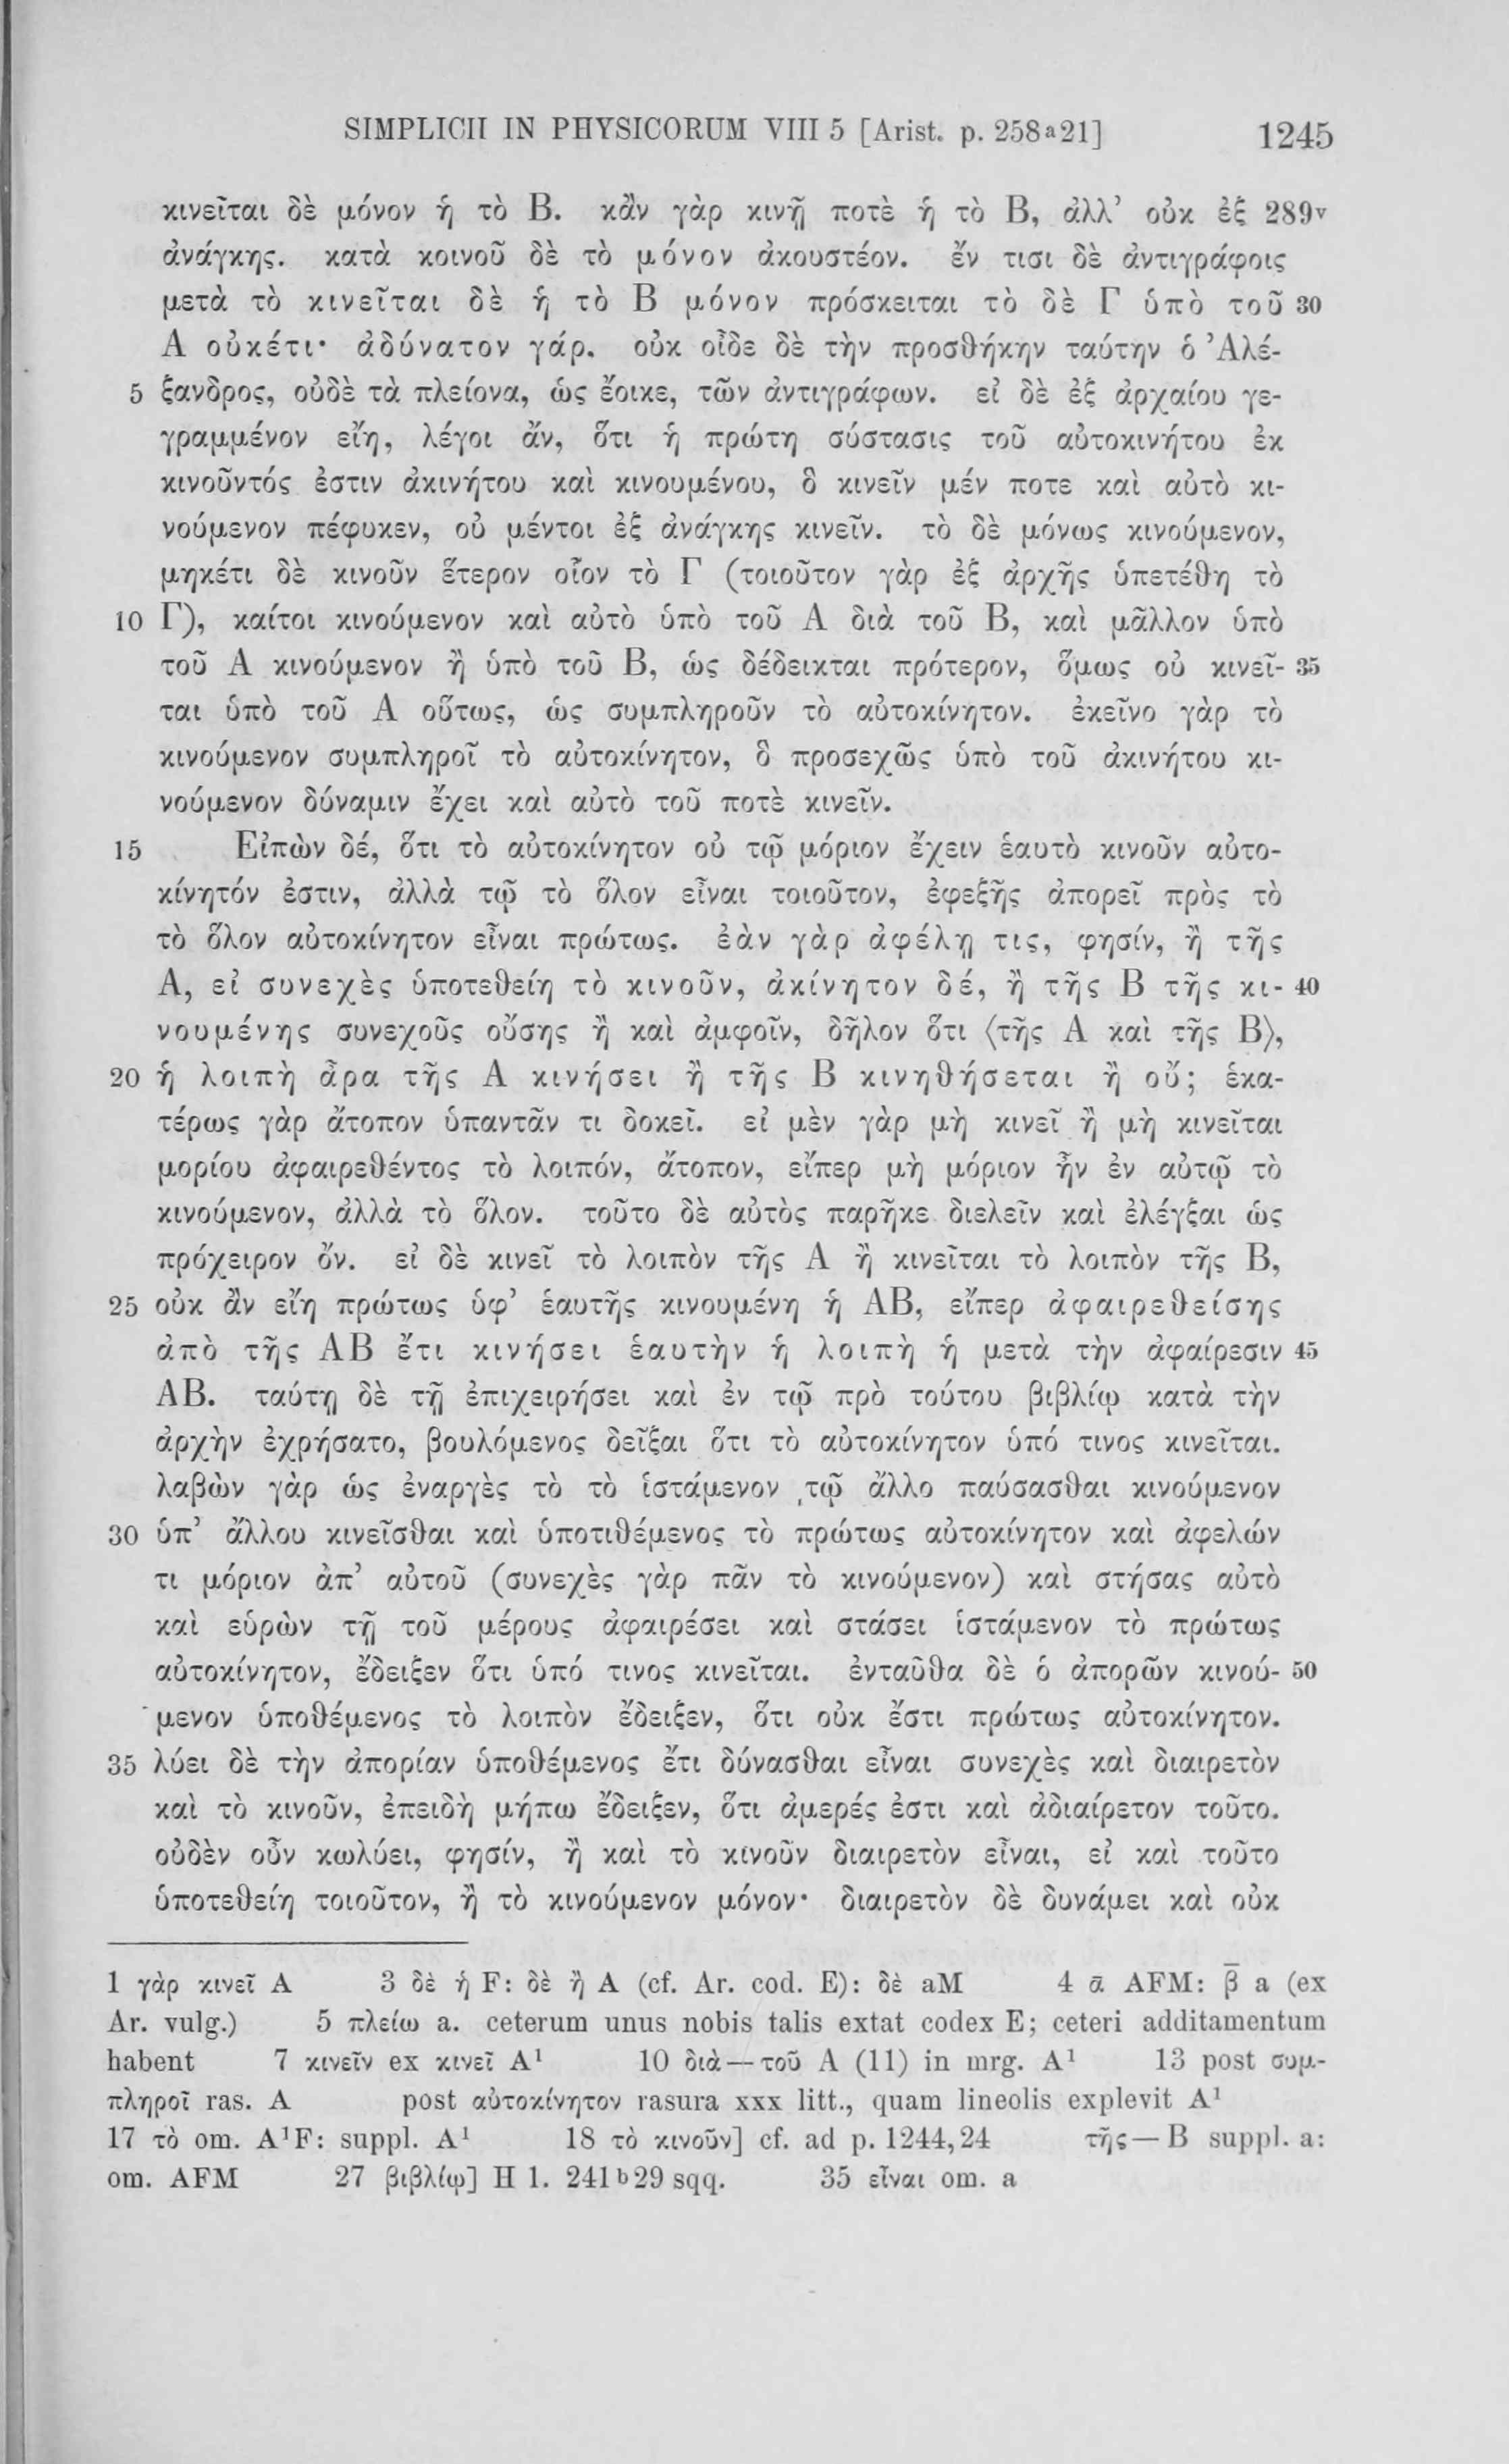 SIMPLICII IN PHYSICORUM VIII 5 [Arist. p. 258a21] 1245
κινεῖται δὲ μόνον ἡ τὸ Β. κἂν γὰρ κινῇ ποτὲ ἡ τὸ Β, ἀλλ’ οὐκ ἐξ 289v
ἀνάγκης. κατὰ κοινοῦ δὲ τὸ μόνον ἀκουστέον. ἔν τισι δὲ ἀντιγράφοις
μετὰ τὸ κινεῖται δὲ ἡ τὸ Β μόνον πρόσκειται τὸ δὲ Γ ὑπὸ τοῦ 30
Α οὐκέτι· ἀδύνατον γάρ. οὐκ οἶδε δὲ τὴν προσθήκην ταύτην ὁ Ἀλέ-
5 ξανδρος, οὐδὲ τὰ πλείονα, ὡς ἔοικε, τῶν ἀντιγράφων. εἰ δὲ ἐξ ἀρχαίου γε-
γραμμένον εἴη, λέγοι ἄν, ὅτι ἡ πρώτη σύστασις τοῦ αὐτοκινήτου ἐκ
κινοῦντός ἐστιν ἀκινήτου καὶ κινουμένου, ὃ κινεῖν μέν ποτε καὶ αὐτὸ κι-
νούμενον πέφυκεν, οὐ μέντοι ἐξ ἀνάγκης κινεῖν. τὸ δὲ μόνως κινούμενον,
μηκέτι δὲ κινοῦν ἕτερον οἷον τὸ Γ (τοιοῦτον γὰρ ἐξ ἀρχῆς ὑπετέθη τὸ
10 Γ), καίτοι κινούμενον καὶ αὐτὸ ὑπὸ τοῦ Α διὰ τοῦ Β, καὶ μᾶλλον ὑπὸ
τοῦ Α κινούμενον ἢ ὑπὸ τοῦ Β, ὡς δέδεικται πρότερον, ὅμως οὐ κινεῖ- 35
ται ὑπὸ τοῦ Α οὕτως, ὡς συμπληροῦν τὸ αὐτοκίνητον. ἐκεῖνο γὰρ τὸ
κινούμενον συμπληροῖ τὸ αὐτοκίνητον, ὃ προσεχῶς ὑπὸ τοῦ ἀκινήτου κι-
νούμενον δύναμιν ἔχει καὶ αὐτὸ τοῦ ποτὲ κινεῖν.
15 Εἰπὼν δέ, ὅτι τὸ αὐτοκίνητον οὐ τῷ μόριον ἔχειν ἑαυτὸ κινοῦν αὐτο-
κίνητόν ἐστιν, ἀλλὰ τῷ τὸ ὅλον εἶναι τοιοῦτον, ἐφεξῆς ἀπορεῖ πρὸς τὸ
τὸ ὅλον αὐτοκίνητον εἶναι πρώτως. ἐὰν γὰρ ἀφέλῃ τις, φησίν, ἢ τῆς
Α, εἰ συνεχὲς ὑποτεθείη τὸ κινοῦν, ἀκίνητον δέ, ἢ τῆς Β τῆς κι- 40
νουμένης συνεχοῦς οὔσης ἢ καὶ ἀμφοῖν, δῆλον ὅτι ⟨τῆς Α καὶ τῆς Β⟩,
20 ἡ λοιπὴ ἆρα τῆς Α κινήσει ἢ τῆς Β κινηθήσεται ἢ οὔ; ἑκα-
τέρως γὰρ ἄτοπον ὑπαντᾶν τι δοκεῖ. εἰ μὲν γὰρ μὴ κινεῖ ἢ μὴ κινεῖται
μορίου ἀφαιρεθέντος τὸ λοιπόν, ἄτοπον, εἴπερ μὴ μόριον ἦν ἐν αὐτῷ τὸ
κινούμενον, ἀλλὰ τὸ ὅλον. τοῦτο δὲ αὐτὸς παρῆκε διελεῖν καὶ ἐλέγξαι ὡς
πρόχειρον ὄν. εἰ δὲ κινεῖ τὸ λοιπὸν τῆς Α ἢ κινεῖται τὸ λοιπὸν τῆς Β,
25 οὐκ ἂν εἴη πρώτως ὑφ’ ἑαυτῆς κινουμένη ἡ ΑΒ, εἴπερ ἀφαιρεθείσης
ἀπὸ τῆς ΑΒ ἔτι κινήσει ἑαυτὴν ἡ λοιπὴ ἡ μετὰ τὴν ἀφαίρεσιν 45
ΑΒ. ταύτῃ δὲ τῇ ἐπιχειρήσει καὶ ἐν τῷ πρὸ τούτου βιβλίῳ κατὰ τὴν
ἀρχὴν ἐχρήσατο, βουλόμενος δεῖξαι ὅτι τὸ αὐτοκίνητον ὑπό τινος κινεῖται.
λαβὼν γὰρ ὡς ἐναργὲς τὸ τὸ ἱστάμενον τῷ ἄλλο παύσασθαι κινούμενον
30 ὑπ’ ἄλλου κινεῖσθαι καὶ ὑποτιθέμενος τὸ πρώτως αὐτοκίνητον καὶ ἀφελών
τι μόριον ἀπ’ αὐτοῦ (συνεχὲς γὰρ πᾶν τὸ κινούμενον) καὶ στήσας αὐτὸ
καὶ εὑρὼν τῇ τοῦ μέρους ἀφαιρέσει καὶ στάσει ἱστάμενον τὸ πρώτως
αὐτοκίνητον, ἔδειξεν ὅτι ὑπό τινος κινεῖται. ἐνταῦθα δὲ ὁ ἀπορῶν κινού- 50
μενον ὑποθέμενος τὸ λοιπὸν ἔδειξεν, ὅτι οὐκ ἔστι πρώτως αὐτοκίνητον.
35 λύει δὲ τὴν ἀπορίαν ὑποθέμενος ἔτι δύνασθαι εἶναι συνεχὲς καὶ διαιρετὸν
καὶ τὸ κινοῦν, ἐπειδὴ μήπω ἔδειξεν, ὅτι ἀμερές ἐστι καὶ ἀδιαίρετον τοῦτο.
οὐδὲν οὖν κωλύει, φησίν, ἢ καὶ τὸ κινοῦν διαιρετὸν εἶναι, εἰ καὶ τοῦτο
ὑποτεθείη τοιοῦτον, ἢ τὸ κινούμενον μόνον· διαιρετὸν δὲ δυνάμει καὶ οὐκ
1 γὰρ κινεῖ A 3 δὲ ἡ F: δὲ ἢ A (cf. Ar. cod. E): δὲ aM 4 ᾱ AFM: β̄ a (ex
Ar. vulg.) 5 πλείω a. ceterum unus nobis talis extat codex E; ceteri additamentum
habent 7 κινεῖν ex κινεῖ A¹ 10 διὰ—τοῦ A (11) in mrg. A¹ 13 post συμ-
πληροῖ ras. A post αὐτοκίνητον rasura xxx litt., quam lineolis explevit A¹
17 τὸ om. A¹F: suppl. A¹ 18 τὸ κινοῦν] cf. ad p. 1244,24 τῆς—B suppl. a:
om. AFM 27 βιβλίῳ] H 1. 241b29 sqq. 35 εἶναι om. a